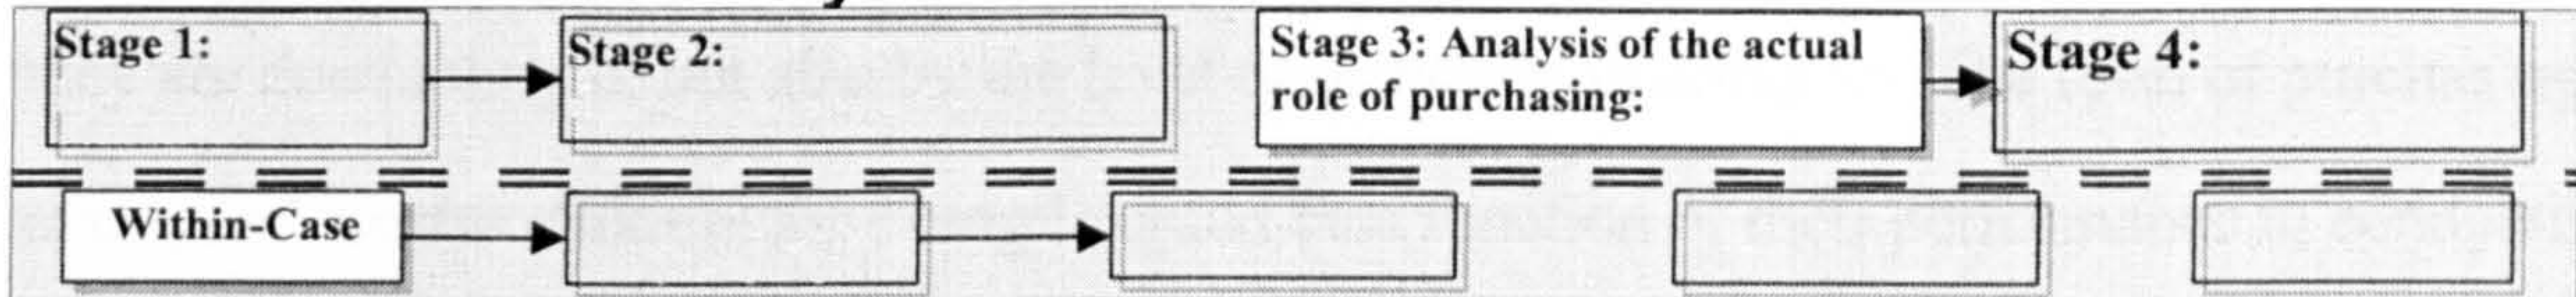 Stage 1:
Stage 2:
Stage 3: Analysis of the actual
role of purchasing:
Stage 4:
Within-Case